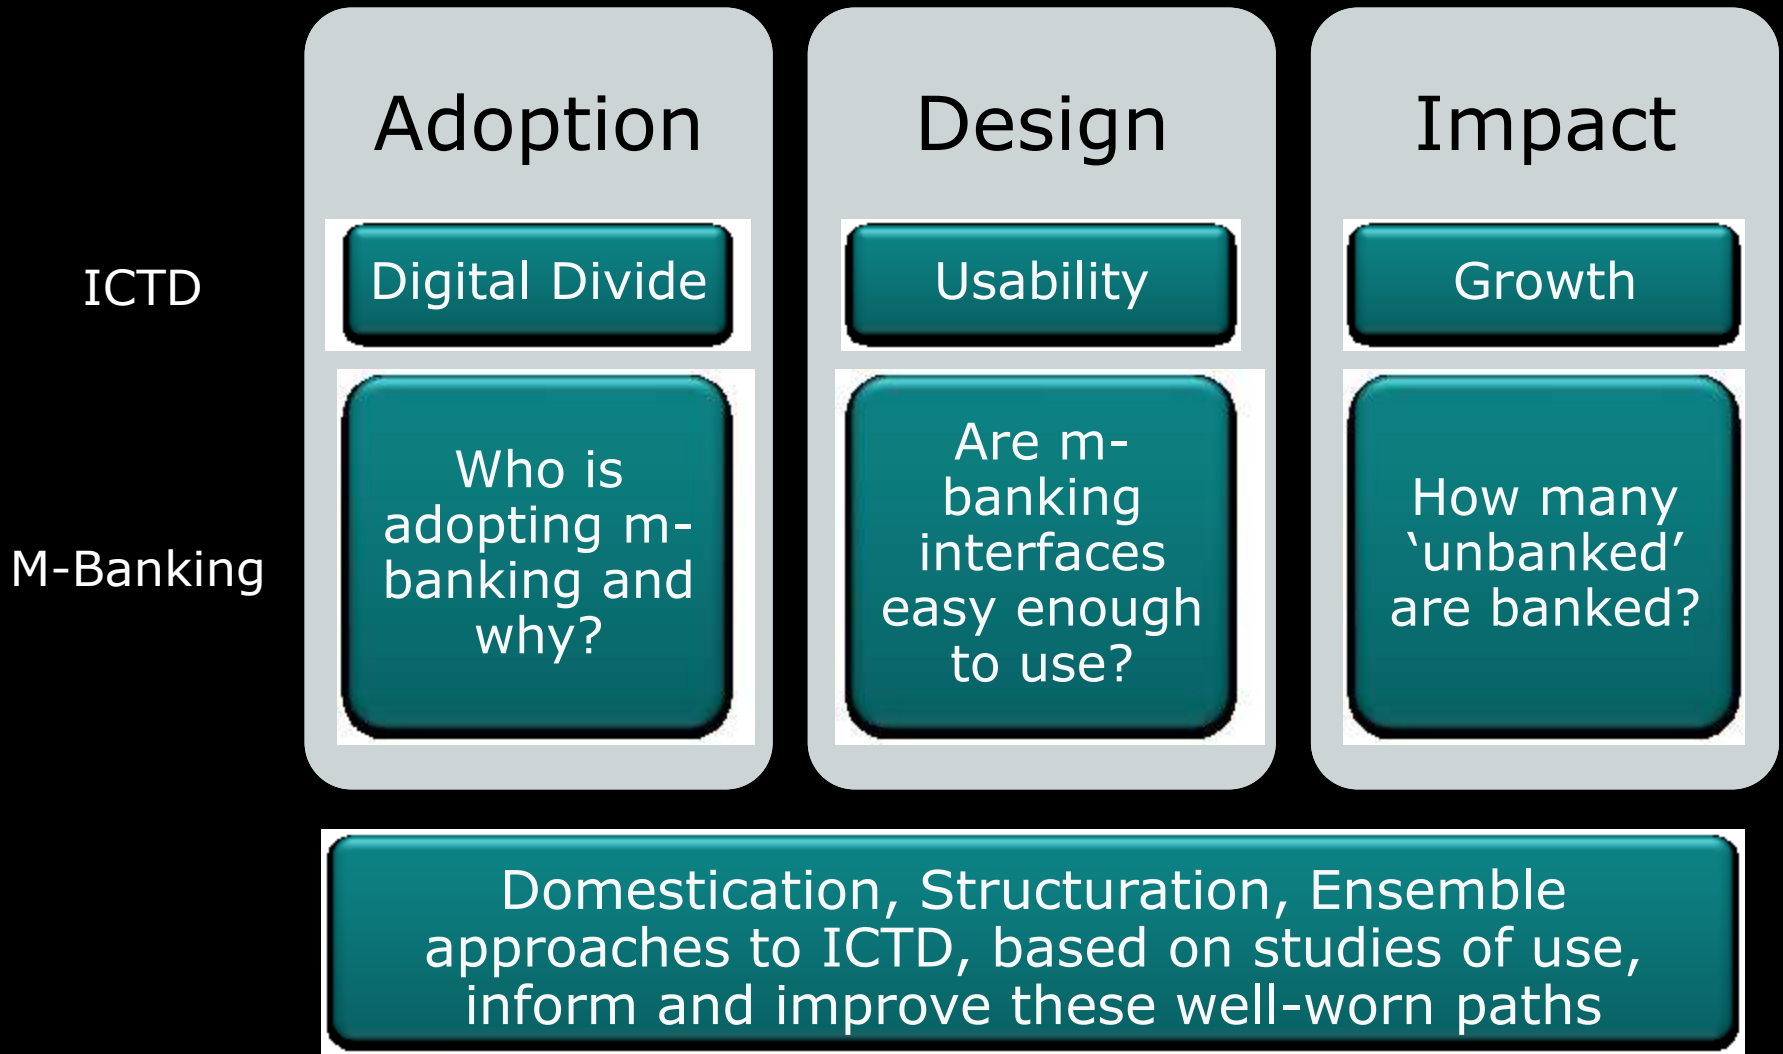 Adoption
Design
Impact
ICTD
Digital Divide
Usability
Growth
M-Banking
Who is
adopting m-
banking and
why?
Are m-
banking
interfaces
easy enough
to use?
How many
‘unbanked’
are banked?
Domestication, Structuration, Ensemble
approaches to ICTD, based on studies of use,
inform and improve these well-worn paths